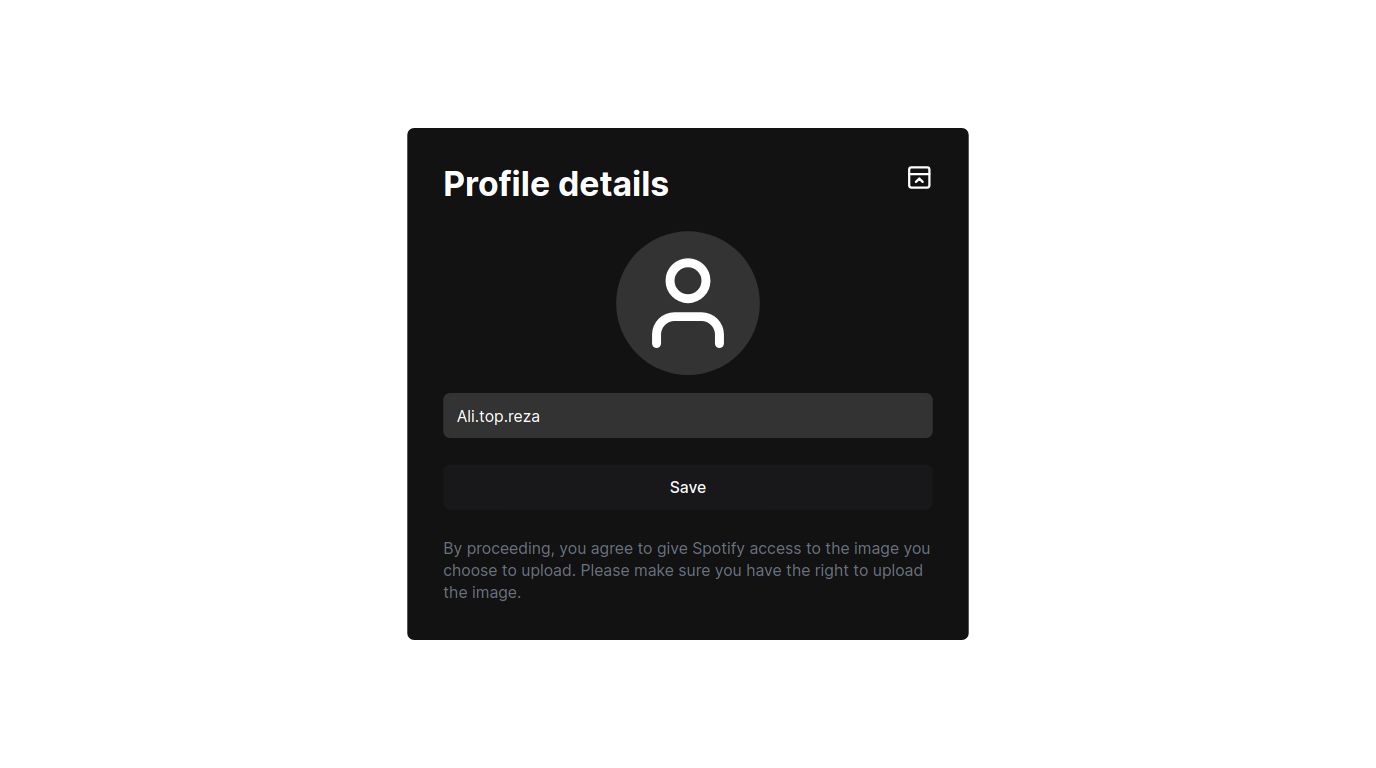 Profile details
Ali.top.reza
Save
By proceeding, you agree to give Spotify access to the image you
choose to upload. Please make sure you have the right to upload
the image.